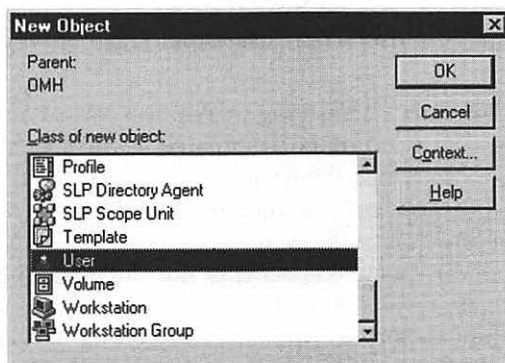 New Object
Parent:
OMH
Class of new object:
Profile
SLP Directory Agent
SLP Scope Unit
Template
User
Volume
Workstation
Workstation Group
OK
Cancel
Context...
Help